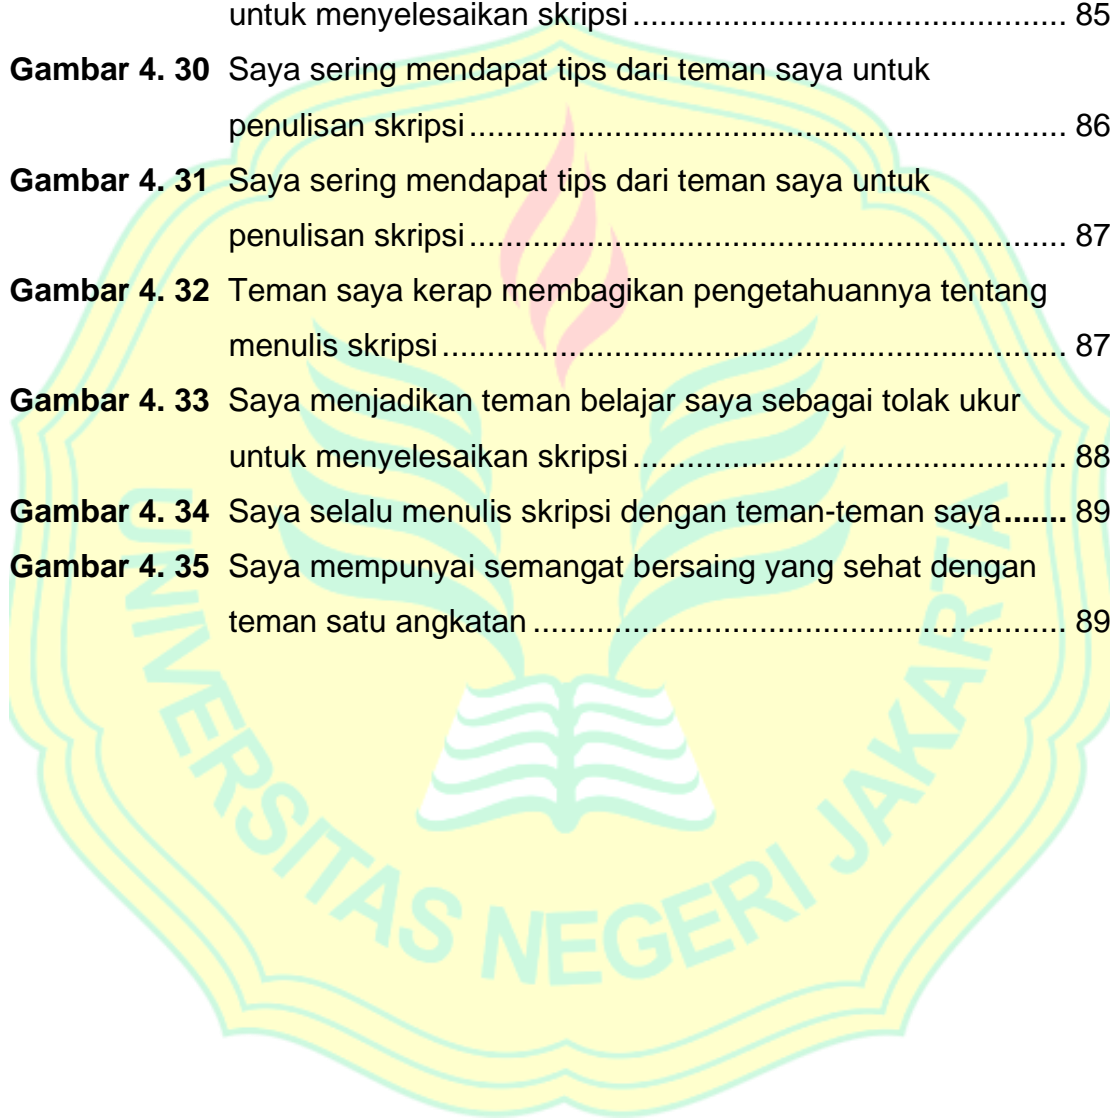 untuk menyelesaikan skripsi ........................................................ 85
Gambar 4. 30 Saya sering mendapat tips dari teman saya untuk
penulisan skripsi ........................................................ 86
Gambar 4. 31 Saya sering mendapat tips dari teman saya untuk
penulisan skripsi ........................................................ 87
Gambar 4. 32 Teman saya kerap membagikan pengetahuannya tentang
menulis skripsi ........................................................ 87
Gambar 4. 33 Saya menjadikan teman belajar saya sebagai tolak ukur
untuk menyelesaikan skripsi ........................................................ 88
Gambar 4. 34 Saya selalu menulis skripsi dengan teman-teman saya....... 89
Gambar 4. 35 Saya mempunyai semangat bersaing yang sehat dengan
teman satu angkatan ........................................................ 89
UNIVERSITAS NEGERI JAKARTA